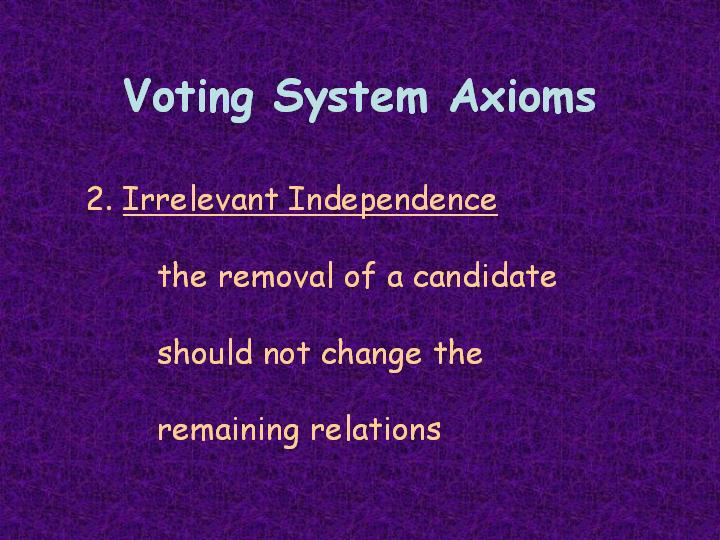 Voting System Axioms
2. Irrelevant Independence
the removal of a candidate
should not change the
remaining relations